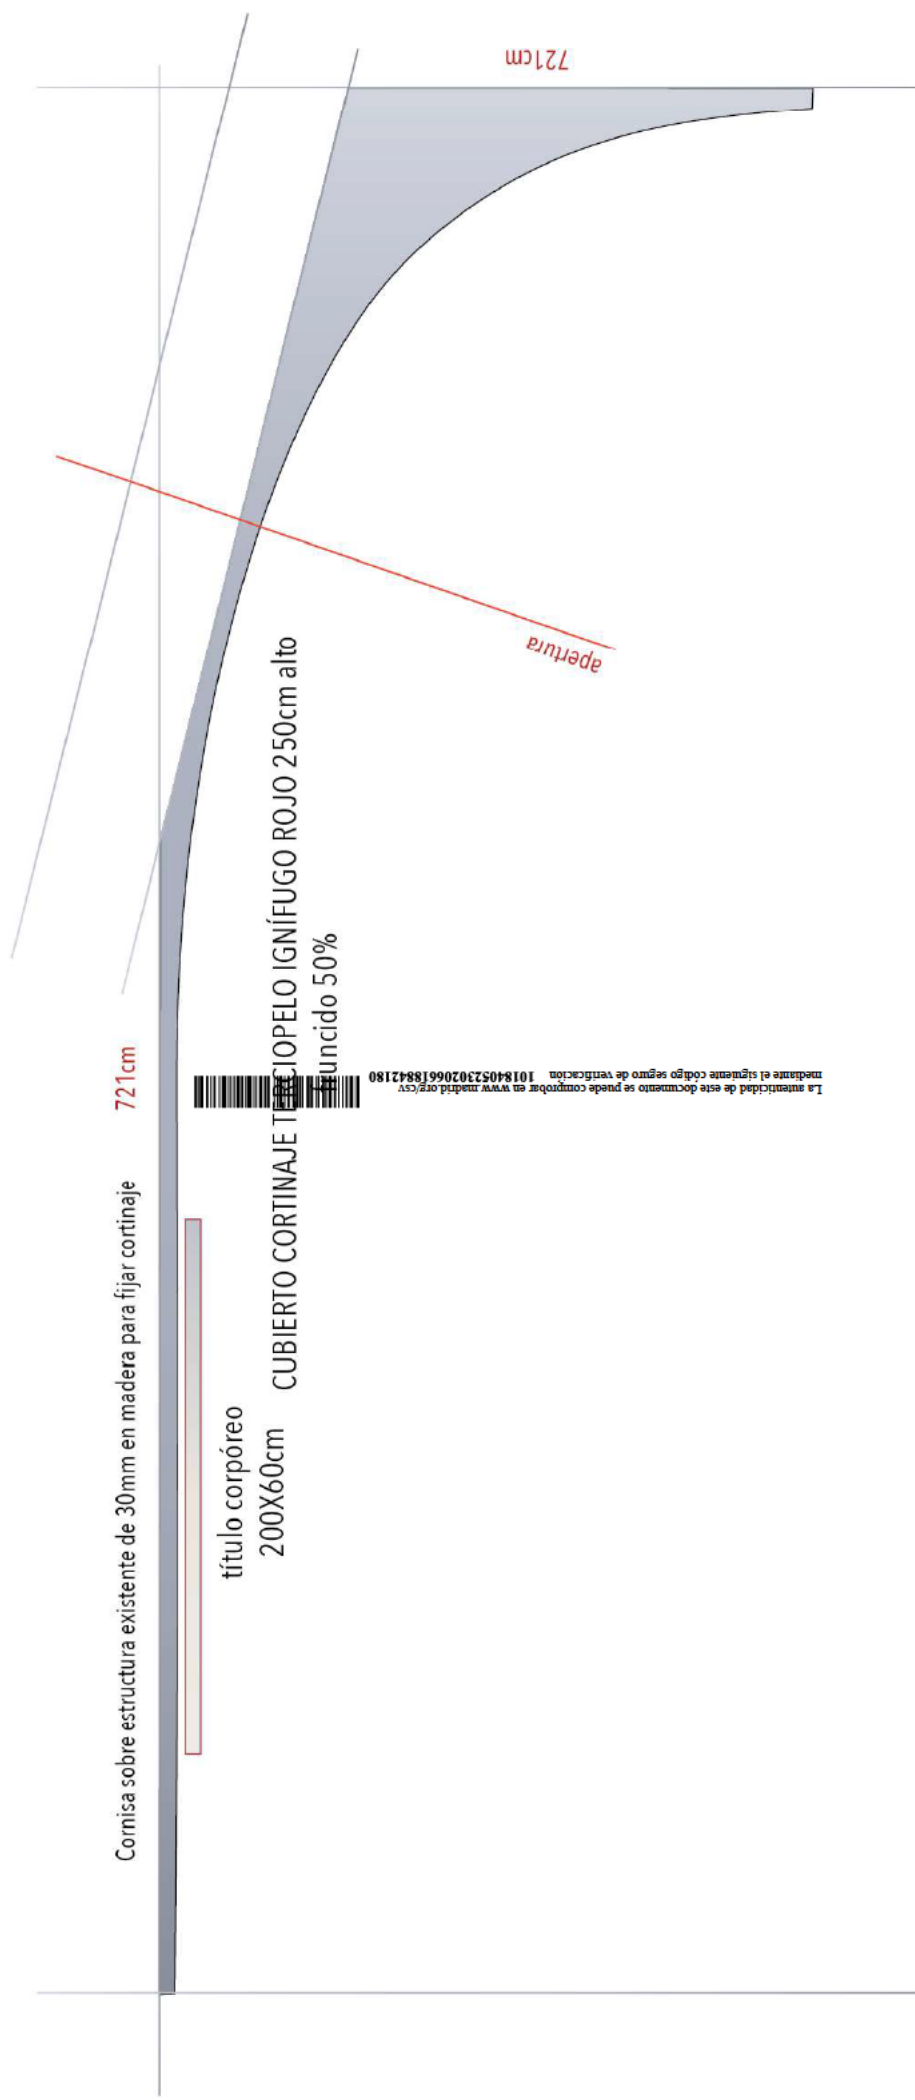 Cornisa sobre estructura existente de 30mm en madera para fijar cortinaje
721cm
título corpóreo
200X60cm
CUBIERTO CORTINAJE TERCIOPELO IGNÍFUGO ROJO 250cm alto
fruncido 50%
apertura
721cm
La autenticidad de este documento se puede comprobar en www.madrid.org/csv
mediante el siguiente código seguro de verificación 1018405230206618842180